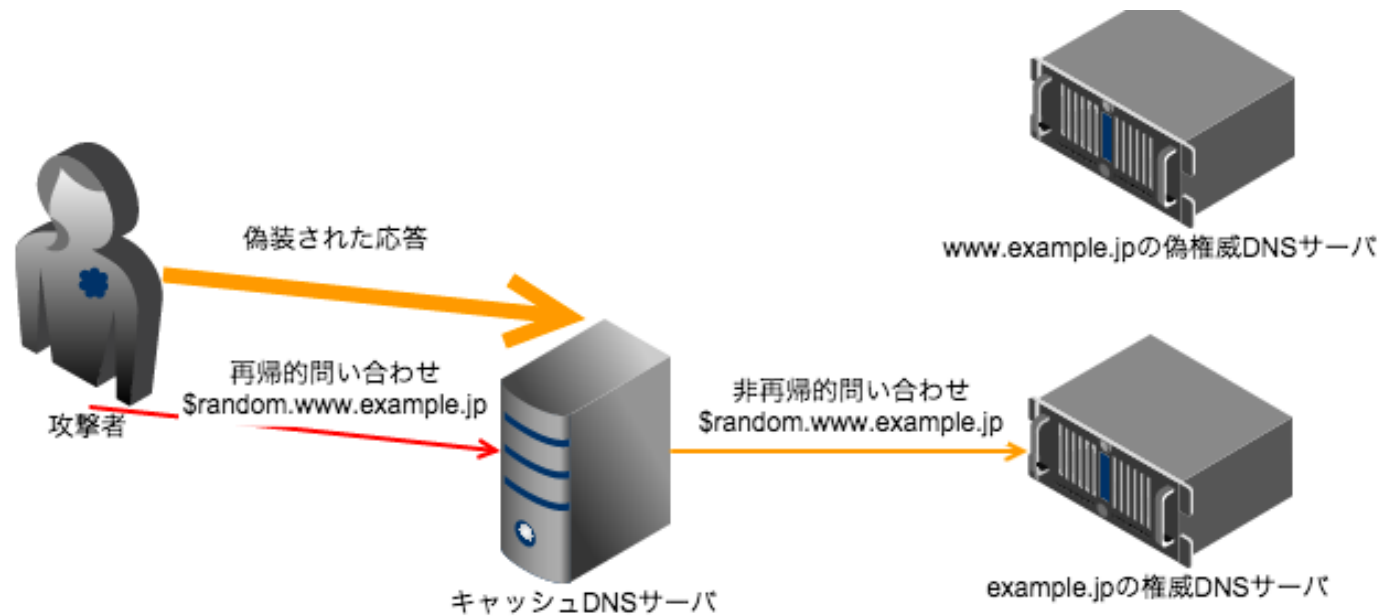 www.example.jpの偽権威DNSサーバ
偽装された応答
再帰的問い合わせ
$random.www.example.jp
攻撃者
非再帰的問い合わせ
$random.www.example.jp
キャッシュDNSサーバ
example.jpの権威DNSサーバ